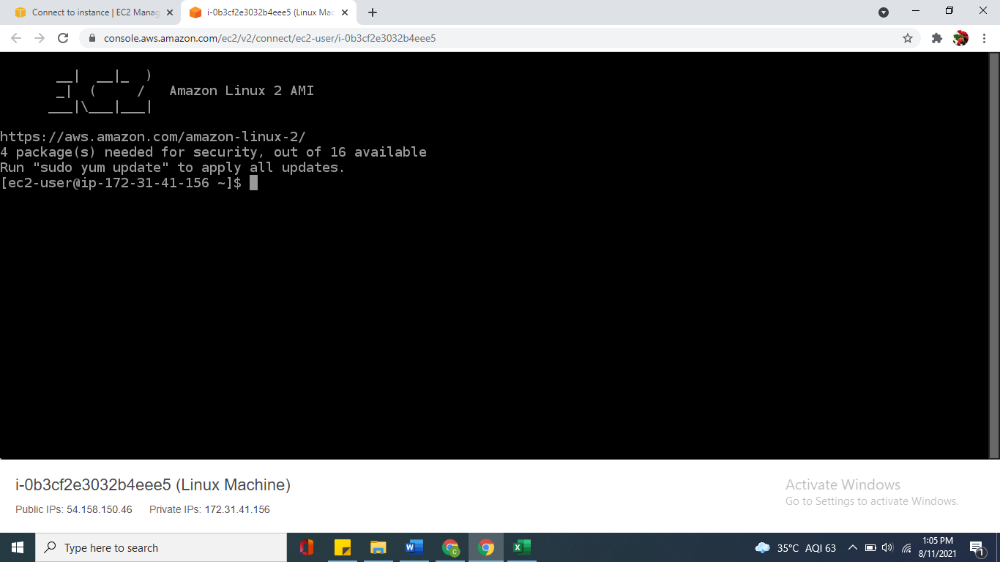 Connect to instance | EC2 Manag
i-0b3cf2e3032b4eee5 (Linux Mac
console.aws.amazon.com/ec2/v2/connect/ec2-user/i-0b3cf2e3032b4eee5
       __|  __|_  )
       _|  (     /   Amazon Linux 2 AMI
      ___|\___|___|
https://aws.amazon.com/amazon-linux-2/
4 package(s) needed for security, out of 16 available
Run "sudo yum update" to apply all updates.
[ec2-user@ip-172-31-41-156 ~]$
i-0b3cf2e3032b4eee5 (Linux Machine)
Public IPs: 54.158.150.46 Private IPs: 172.31.41.156
Activate Windows
Go to Settings to activate Windows.
Type here to search
35°C AQI 63
1:05 PM
8/11/2021
1